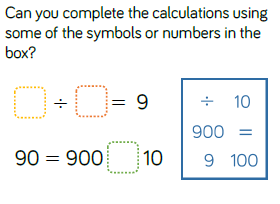 Can you complete the calculations using
some of the symbols or numbers in the
box?
÷ = 9
÷ 10
900 =
90 = 900 10
9 100